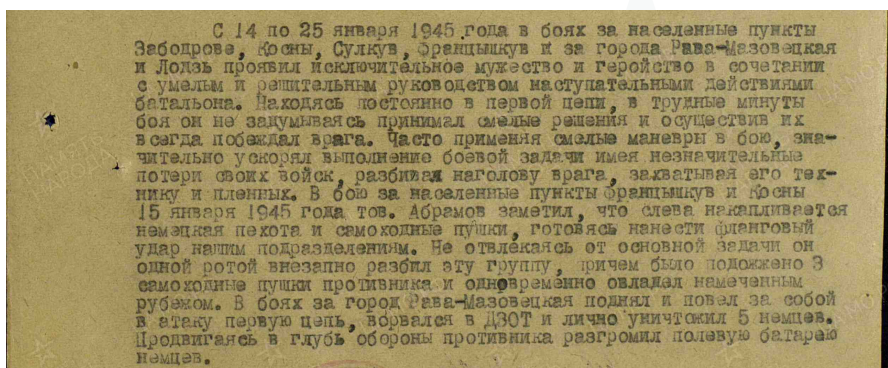 С 14 по 25 января 1945 года в боях за населенные пункты
Забодрове, Косны, Сулкув, Францышкув и за города Рава-Мазовецкая
и Лодзь проявил исключительное мужество и геройство в сочетании
с умелым и решительным руководством наступательными действиями
батальона. Находясь постоянно в первой цепи, в трудные минуты
боя он не задумываясь принимал смелые решения и осуществив их
всегда побеждал врага. Часто применяя смелые маневры в бою, зна-
чительно ускорял выполнение боевой задачи имея незначительные
потери своих войск, разбивая наголову врага, захватывая его тех-
нику и пленных. В бою за населенные пункты Францышкув и Косны
15 января 1945 года тов. Абрамов заметил, что слева накапливается
немецкая пехота и самоходные пушки, готовясь нанести фланговый
удар нашим подразделениям. Не отвлекаясь от основной задачи он
одной ротой внезапно разбил эту группу, причем было подожжено 3
самоходные пушки противника и одновременно овладел намеченным
рубежом. В боях за город Рава-Мазовецкая поднял и повел за собой
в атаку первую цепь, ворвался в ДЗОТ и лично уничтожил 5 немцев.
Продвигаясь в глубь обороны противника разгромил полевую батарею
немцев.